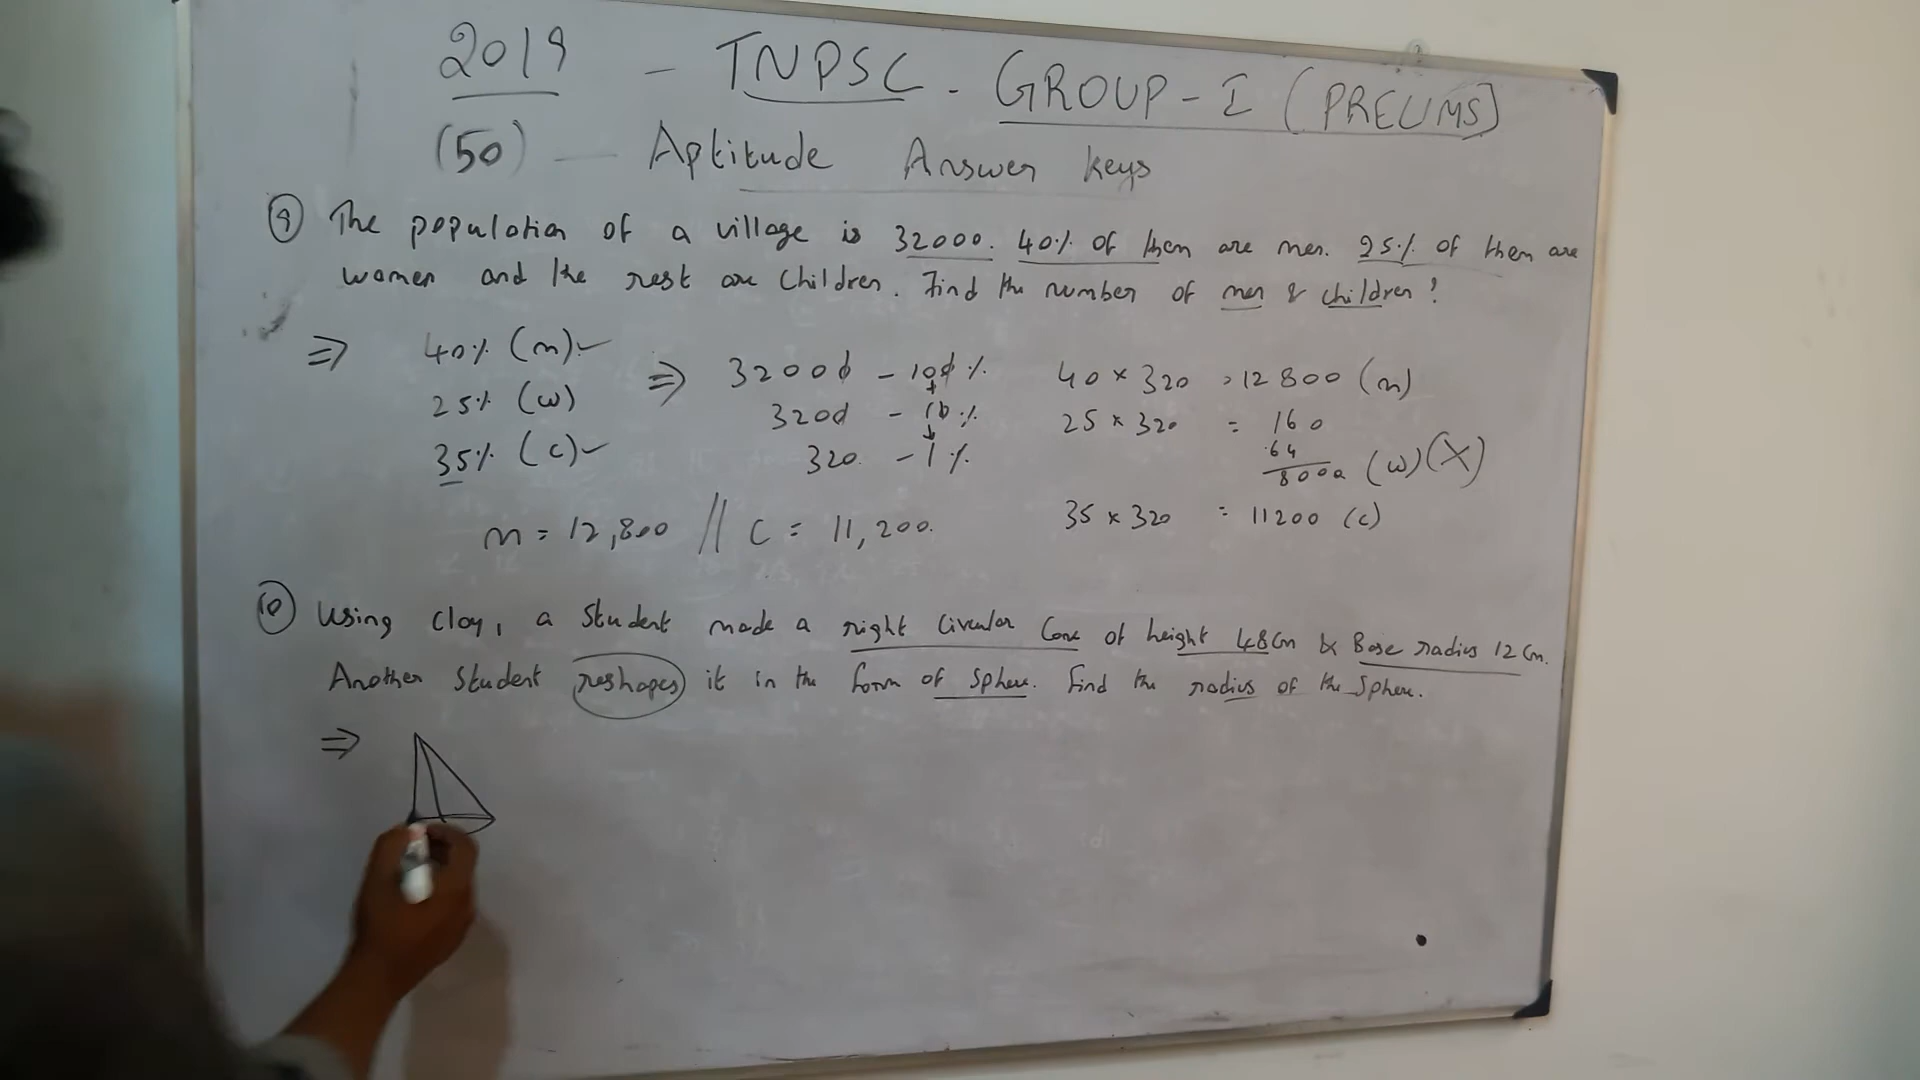 2019 - TNPSC - GROUP - I (PRELIMS)
(50) — Aptitude Answer keys
(9) The population of a village is 32000. 40% of them are men. 25% of them are
women and the rest are children. Find the number of men & children?
⇒ 40% (m)✓ ⇒ 32000 - 100% 40 × 320 = 12800 (m)
25% (w) 3200 - 10% 25 × 320 = 160
35% (c)✓ 320 - 1% 64
8000 (w) (X)
35 × 320 = 11200 (c)
m = 12,800 // C = 11,200.
(10) Using Clay, a Student made a right Circular Cone of height 48Cm & Base radius 12 Cm.
Another Student reshapes it in the form of Sphere. Find the radius of the Sphere.
⇒